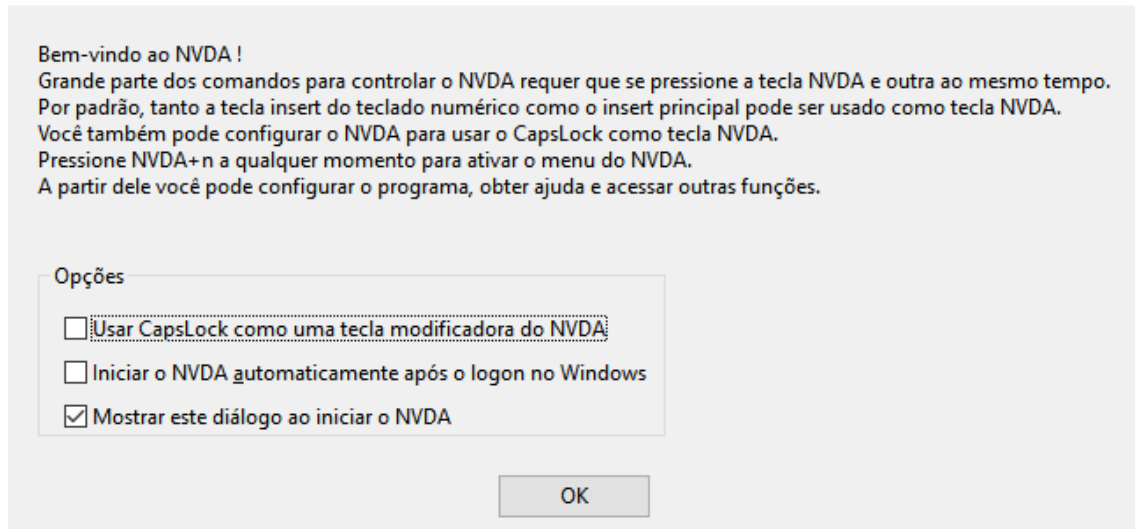 Bem-vindo ao NVDA !
Grande parte dos comandos para controlar o NVDA requer que se pressione a tecla NVDA e outra ao mesmo tempo.
Por padrão, tanto a tecla insert do teclado numérico como o insert principal pode ser usado como tecla NVDA.
Você também pode configurar o NVDA para usar o CapsLock como tecla NVDA.
Pressione NVDA+n a qualquer momento para ativar o menu do NVDA.
A partir dele você pode configurar o programa, obter ajuda e acessar outras funções.
Opções
Usar CapsLock como uma tecla modificadora do NVDA
Iniciar o NVDA automaticamente após o logon no Windows
Mostrar este diálogo ao iniciar o NVDA
OK